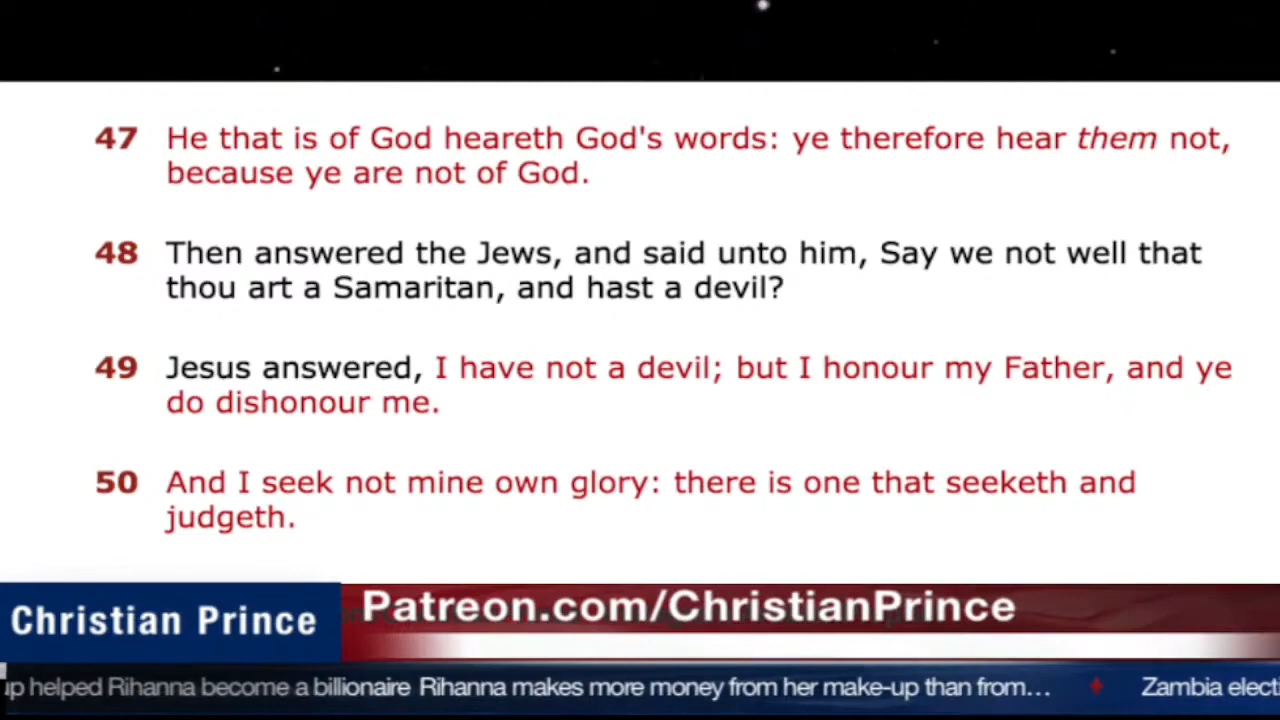 47 He that is of God heareth God's words: ye therefore hear them not,
because ye are not of God.
48 Then answered the Jews, and said unto him, Say we not well that
thou art a Samaritan, and hast a devil?
49 Jesus answered, I have not a devil; but I honour my Father, and ye
do dishonour me.
50 And I seek not mine own glory: there is one that seeketh and
judgeth.
Christian Prince
Patreon.com/ChristianPrince
up helped Rihanna become a billionaire Rihanna makes more money from her make-up than from... Zambia electi